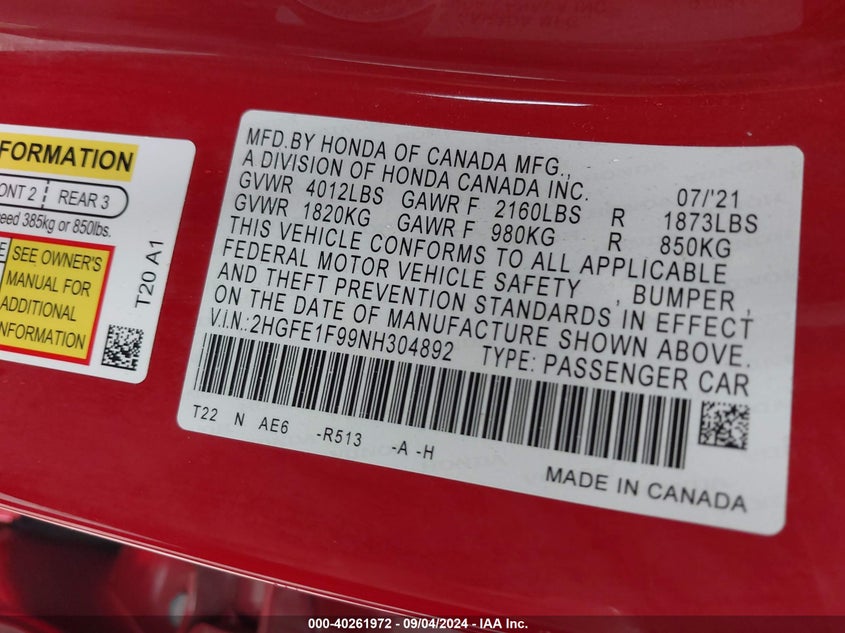 FORMATION
ONT 2 | REAR 3
eed 385kg or 850lbs.
SEE OWNER'S
MANUAL FOR
ADDITIONAL
INFORMATION
T20 A1
MFD.BY HONDA OF CANADA MFG.,
A DIVISION OF HONDA CANADA INC. 07/'21
GVWR 4012LBS GAWR F 2160LBS R 1873LBS
GVWR 1820KG GAWR F 980KG R 850KG
THIS VEHICLE CONFORMS TO ALL APPLICABLE
FEDERAL MOTOR VEHICLE SAFETY , BUMPER ,
AND THEFT PREVENTION STANDARDS IN EFFECT
ON THE DATE OF MANUFACTURE SHOWN ABOVE.
V.I.N.:2HGFE1F99NH304892 TYPE: PASSENGER CAR
T22 N AE6 -R513 -A -H
MADE IN CANADA
000-40261972 - 09/04/2024 - IAA Inc.